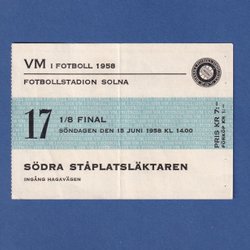 VM I FOTBOLL 1958
FOTBOLLSTADION SOLNA
17
1/8 FINAL
SÖNDAGEN DEN 15 JUNI 1958 KL 14.00
PRIS KR 7:—
SÖDRA STÅPLATSLÄKTAREN
INGÅNG HAGAVÄGEN